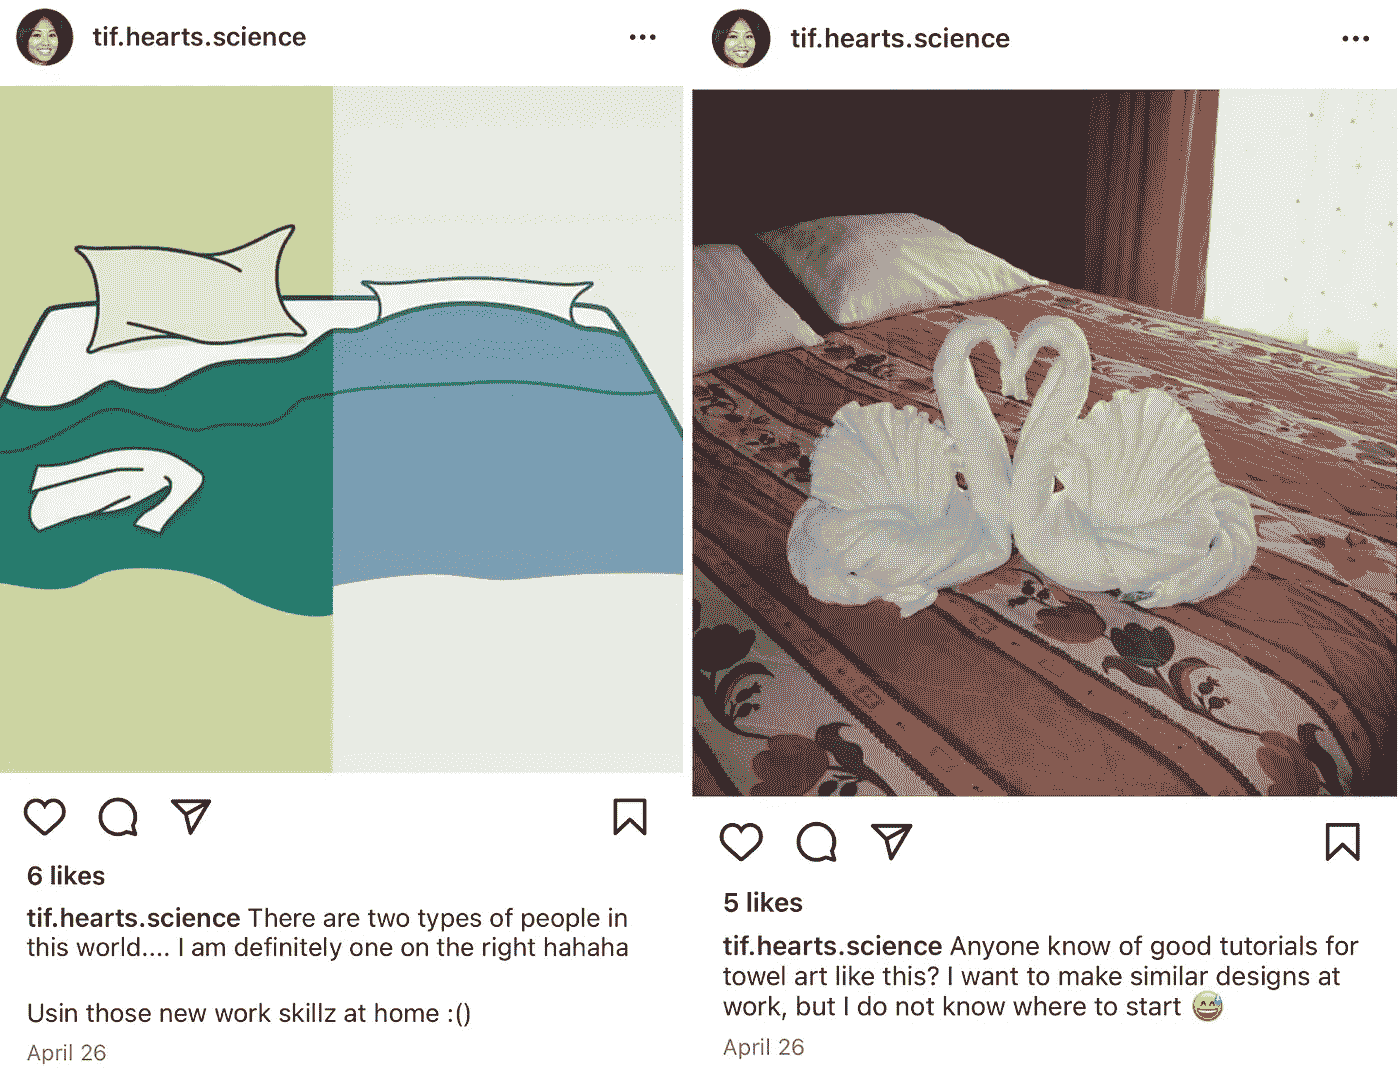 tif.hearts.science
6 likes
tif.hearts.science There are two types of people in
this world.... I am definitely one on the right hahaha
Usin those new work skillz at home :()
April 26
tif.hearts.science
5 likes
tif.hearts.science Anyone know of good tutorials for
towel art like this? I want to make similar designs at
work, but I do not know where to start 😅
April 26